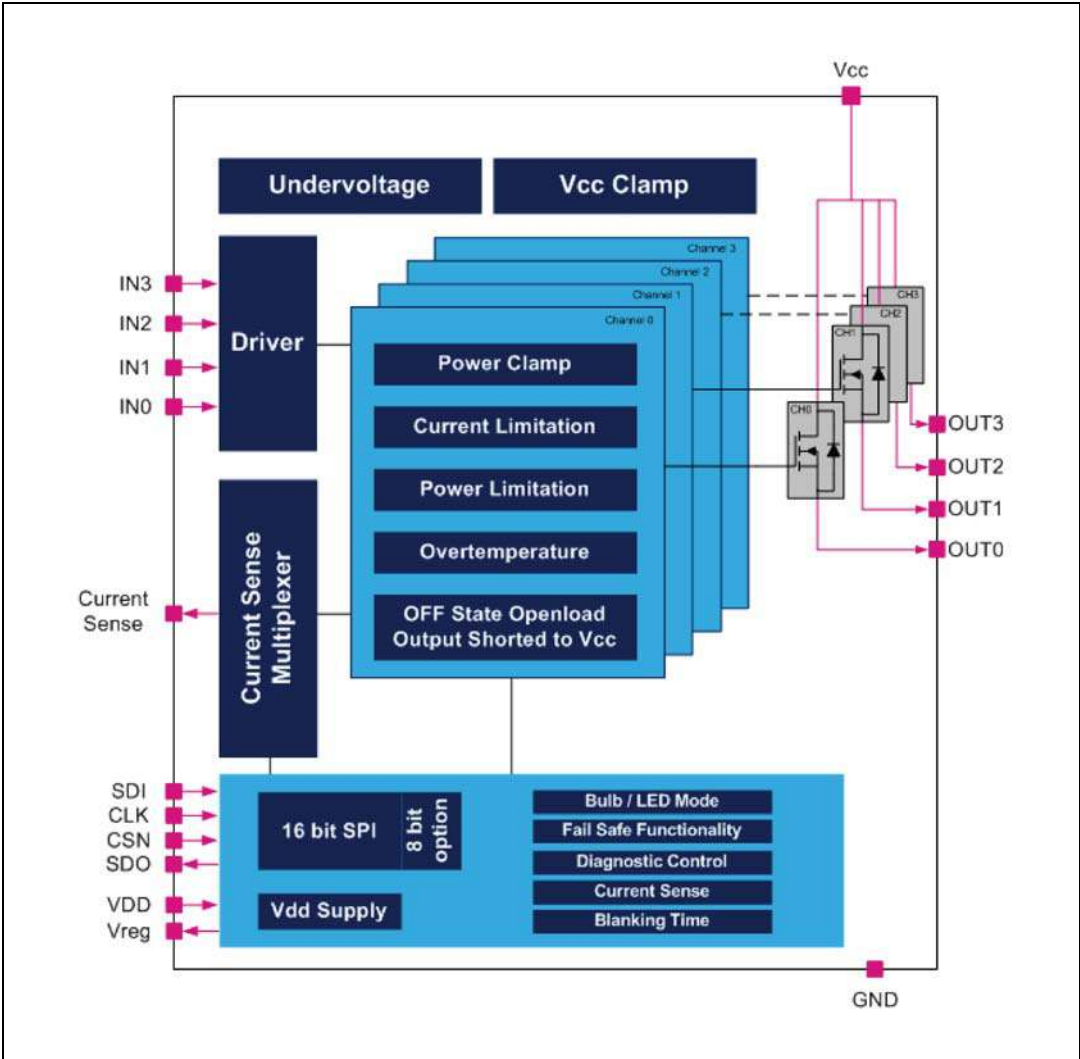 Vcc
Undervoltage
Vcc Clamp
Channel 3
Channel 2
Channel 1
Channel 0
IN3
IN2
IN1
IN0
Driver
Power Clamp
Current Limitation
Power Limitation
Overtemperature
OFF State Openload
Output Shorted to Vcc
CH3
CH2
CH1
CH0
OUT3
OUT2
OUT1
OUT0
Current
Sense
Current Sense
Multiplexer
SDI
CLK
CSN
SDO
VDD
Vreg
16 bit SPI
8 bit
option
Vdd Supply
Bulb / LED Mode
Fail Safe Functionality
Diagnostic Control
Current Sense
Blanking Time
GND